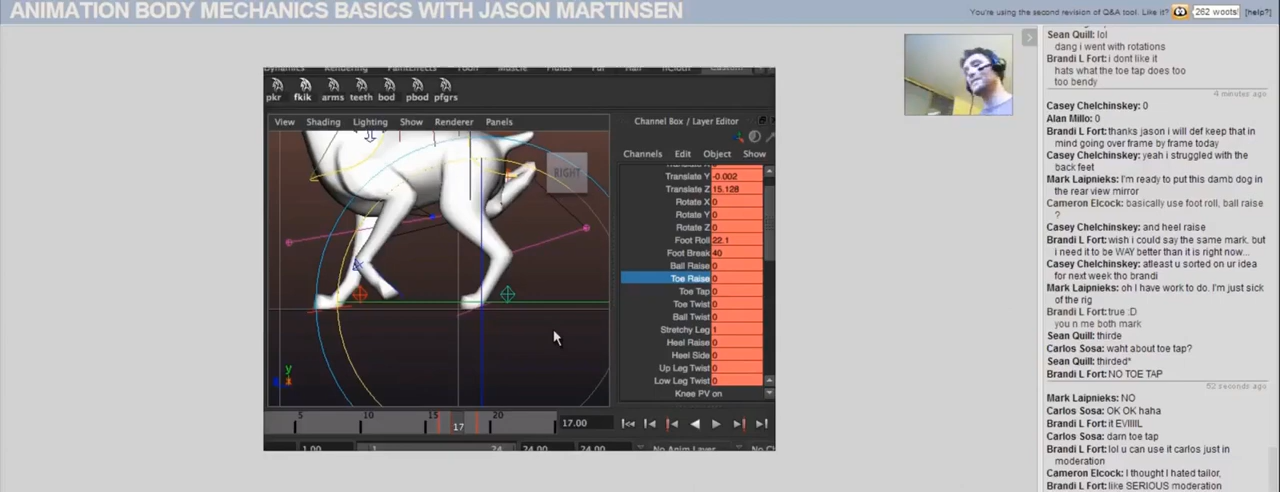 ANIMATION BODY MECHANICS BASICS WITH JASON MARTINSEN
You're using the second revision of Q&A tool. Like it? 262 woots! [help?]
pkr fkik arms teeth bod pbod pfgrs
View Shading Lighting Show Renderer Panels
RIGHT
y
Channel Box / Layer Editor
Channels Edit Object Show
Translate Y -0.002
Translate Z 15.128
Rotate X 0
Rotate Y 0
Rotate Z 0
Foot Roll 22.1
Foot Break 40
Ball Raise 0
Toe Raise 0
Toe Tap 0
Toe Twist 0
Ball Twist 0
Stretchy Leg 1
Heel Raise 0
Heel Side 0
Up Leg Twist 0
Low Leg Twist 0
Knee PV on
5 10 15 17 20 17.00
1.00 1 24 24.00 24.00 No Anim Layer
Sean Quill: lol
dang i went with rotations
Brandi L Fort: i dont like it
hats what the toe tap does too
too bendy
4 minuter ago
Casey Chelchinskey: 0
Alan Millo: 0
Brandi L Fort: thanks jason i will def keep that in
mind going over frame by frame today
Casey Chelchinskey: yeah i struggled with the
back feet
Mark Laipnieks: I'm ready to put this damb dog in
the rear view mirror
Cameron Elcock: basically use foot roll, ball raise
?
Casey Chelchinskey: and heel raise
Brandi L Fort: wish i could say the same mark, but
i need it to be WAY better than it is right now...
Casey Chelchinskey: atleast u sorted on ur idea
for next week tho brandi
Mark Laipnieks: oh I have work to do. I'm just sick
of the rig
Brandi L Fort: true :D
you n me both mark
Sean Quill: thirde
Carlos Sosa: waht about toe tap?
Sean Quill: thirded*
Brandi L Fort: NO TOE TAP
52 seconds ago
Mark Laipnieks: NO
Carlos Sosa: OK OK haha
Brandi L Fort: it EVIIIIL
Carlos Sosa: darn toe tap
Brandi L Fort: lol u can use it carlos just in
moderation
Cameron Elcock: I thought I hated tailor,
Brandi L Fort: like SERIOUS moderation